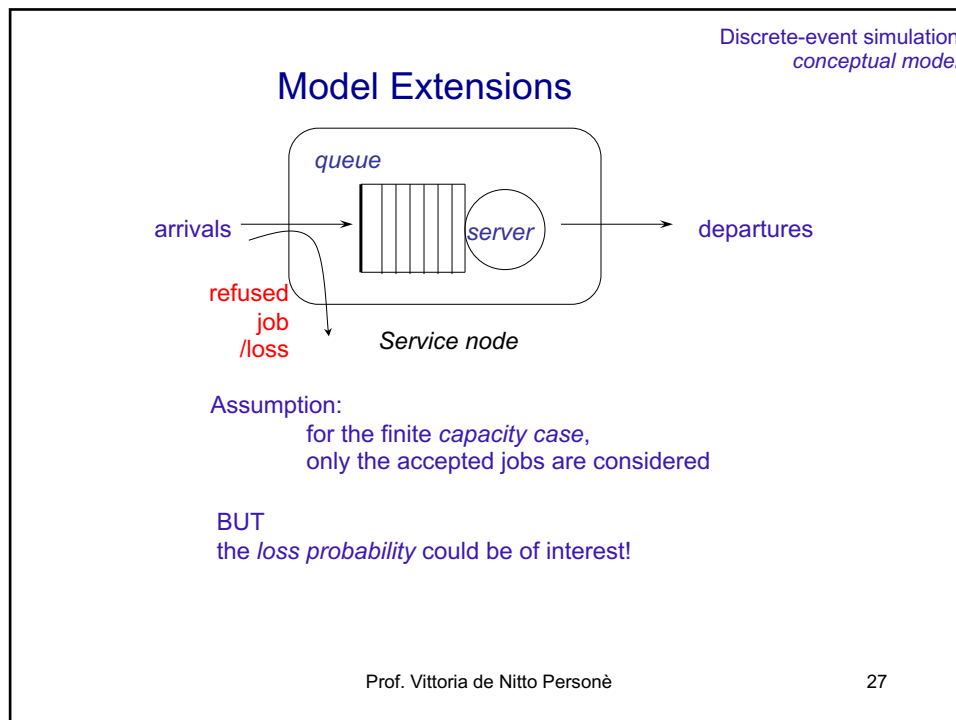 Discrete-event simulation
conceptual model
Model Extensions
queue
arrivals
server
departures
refused
job
/loss
Service node
Assumption:
for the finite capacity case,
only the accepted jobs are considered
BUT
the loss probability could be of interest!
Prof. Vittoria de Nitto Personè
27